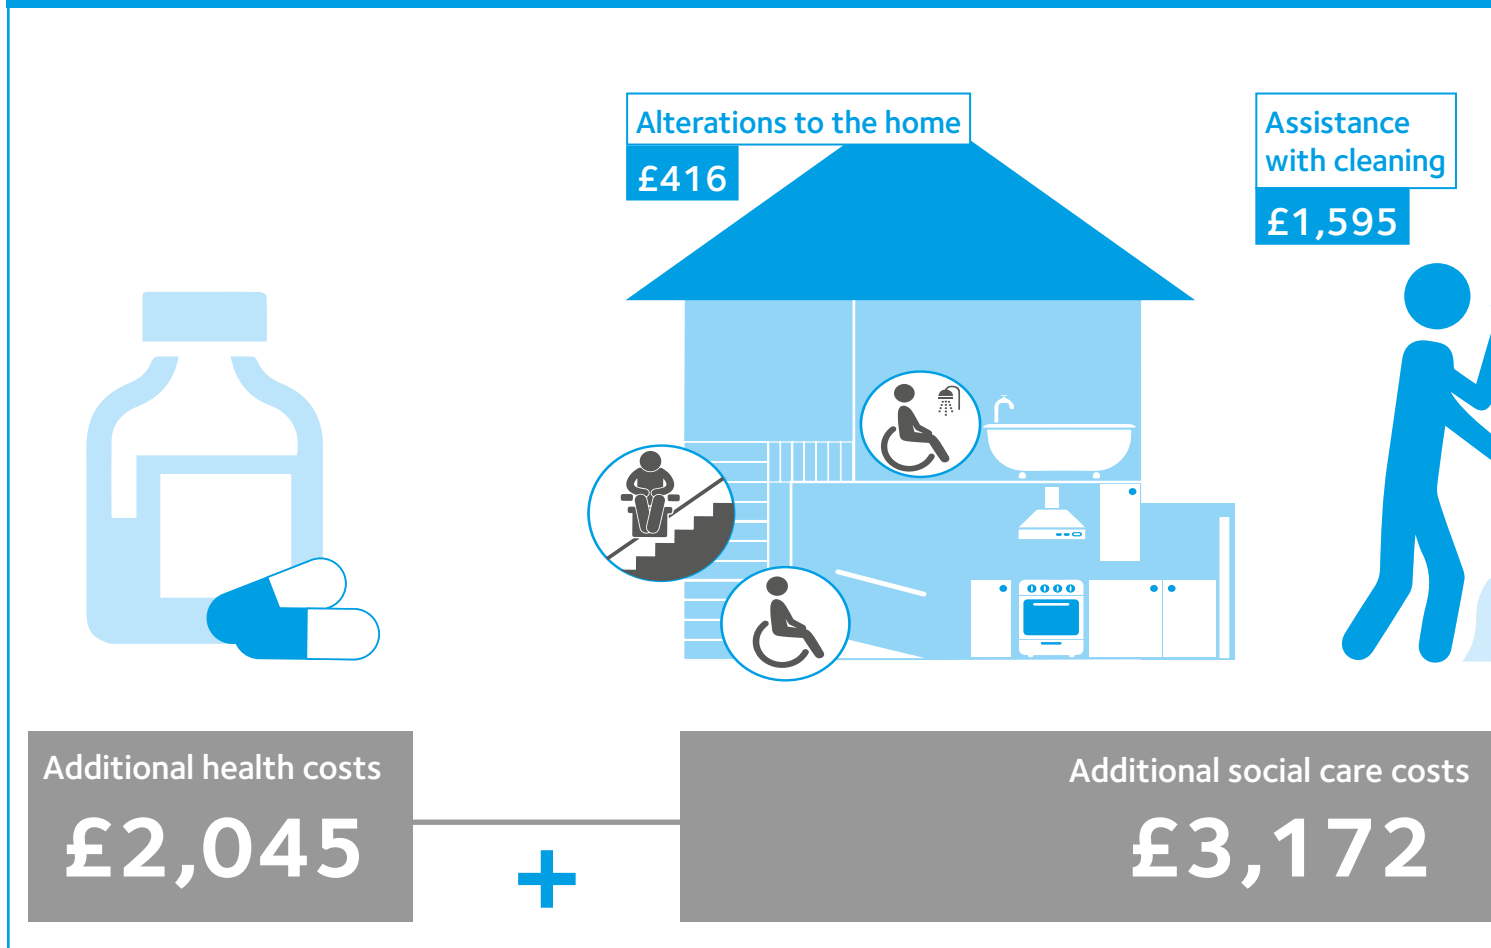 Alterations to the home
£416
Assistance
with cleaning
£1,595
Additional health costs
£2,045
+
Additional social care costs
£3,172